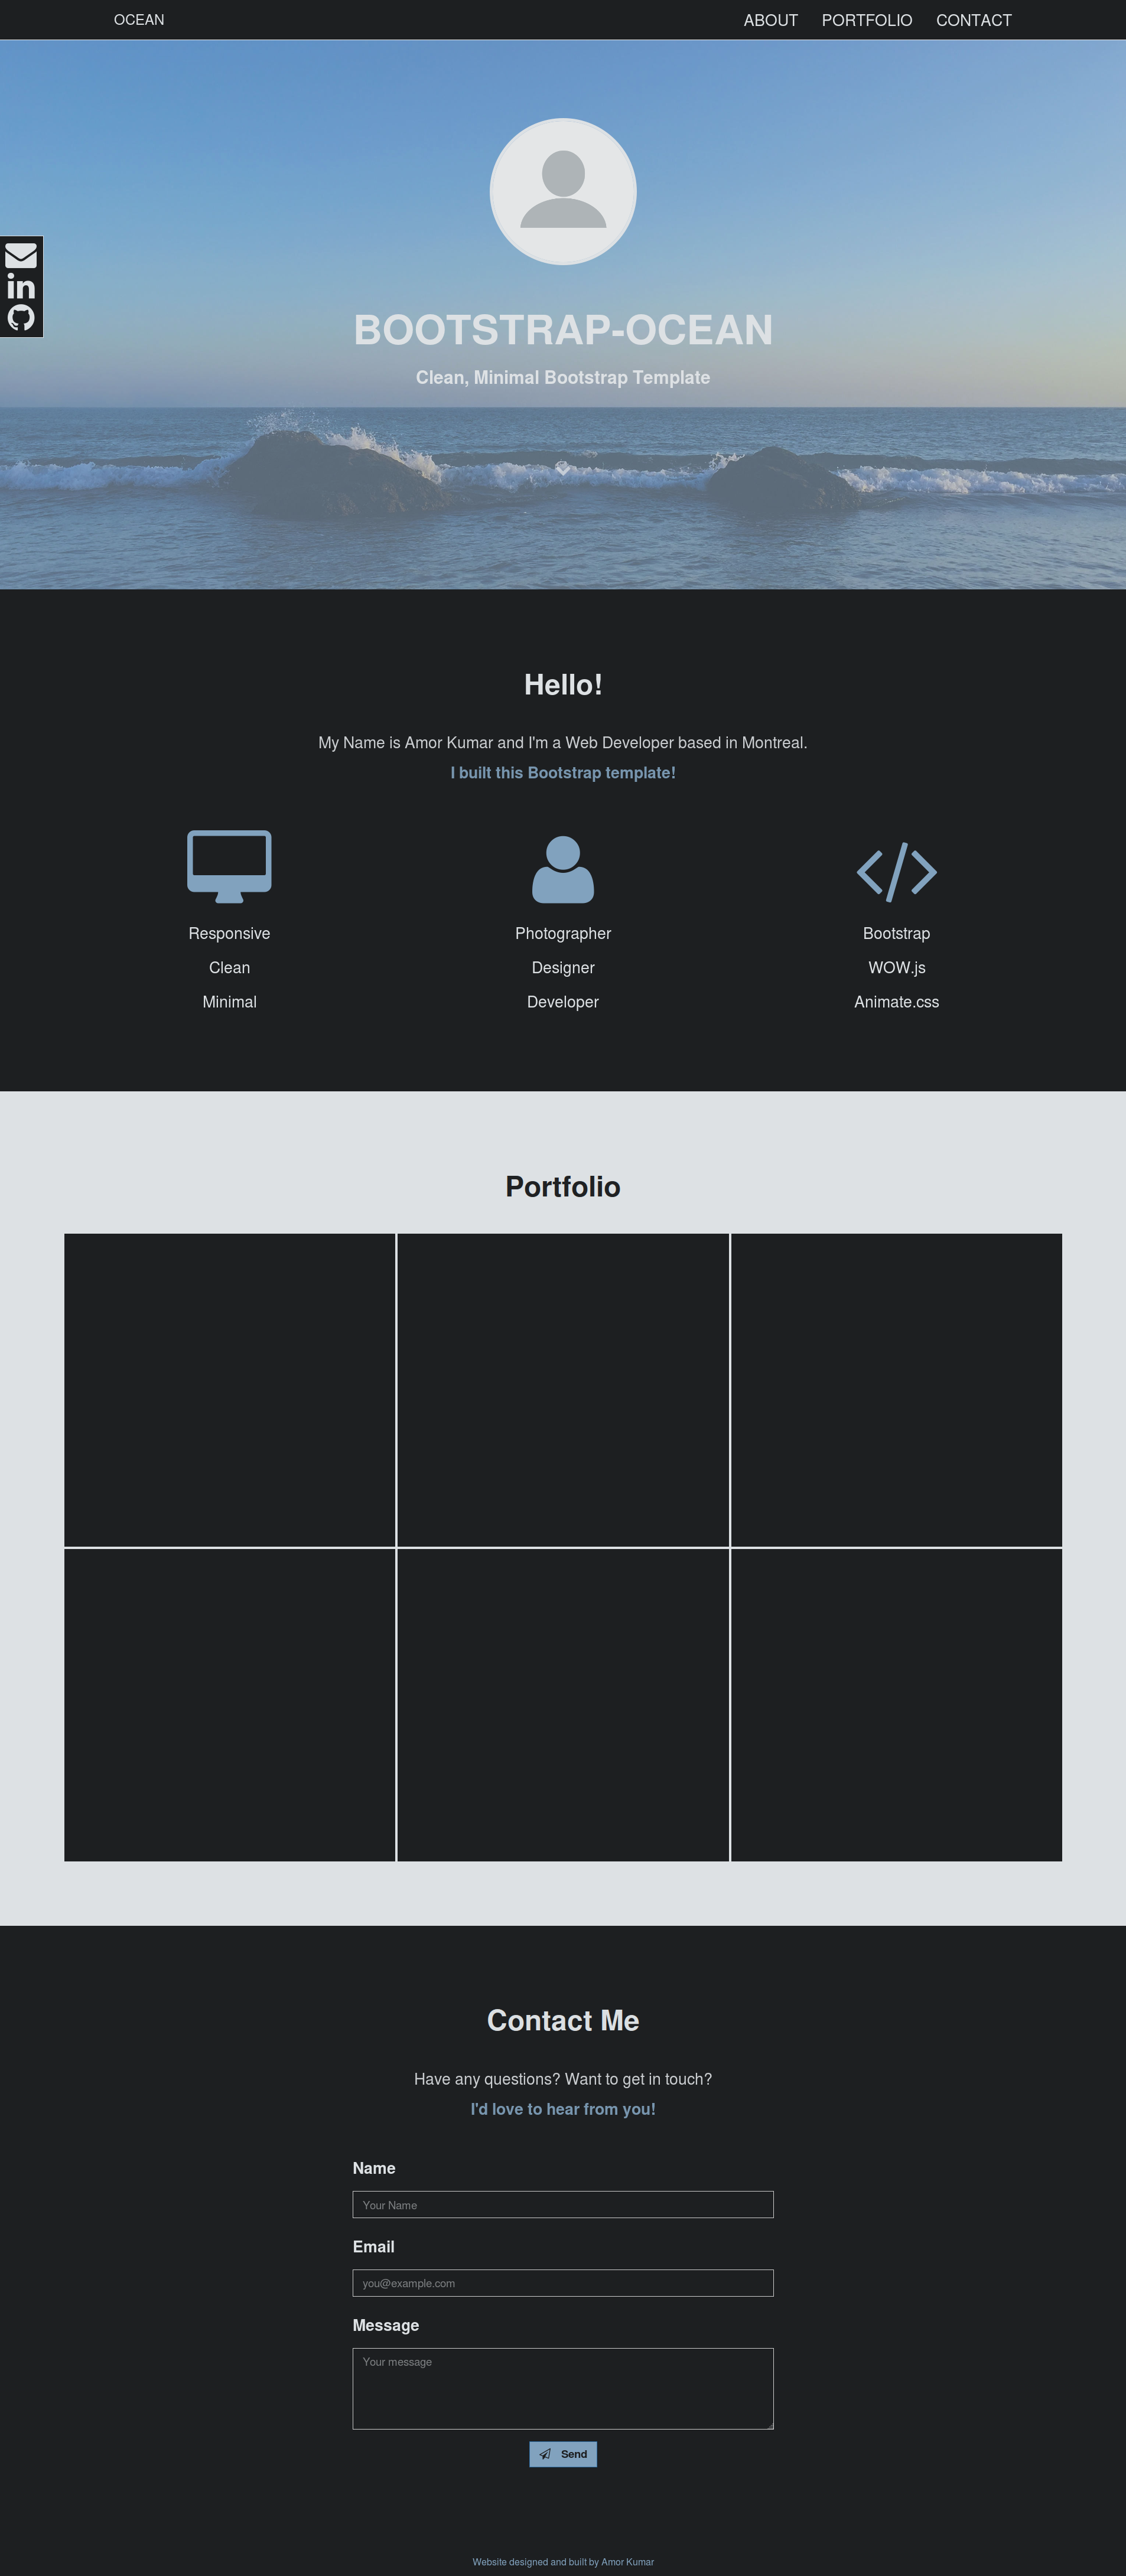 OCEAN
ABOUT PORTFOLIO CONTACT
BOOTSTRAP-OCEAN
Clean, Minimal Bootstrap Template
Hello!
My Name is Amor Kumar and I'm a Web Developer based in Montreal.
I built this Bootstrap template!
Responsive
Clean
Minimal
Photographer
Designer
Developer
Bootstrap
WOW.js
Animate.css
Portfolio
Contact Me
Have any questions? Want to get in touch?
I'd love to hear from you!
Name
Your Name
Email
you@example.com
Message
Your message
Send
Website designed and built by Amor Kumar